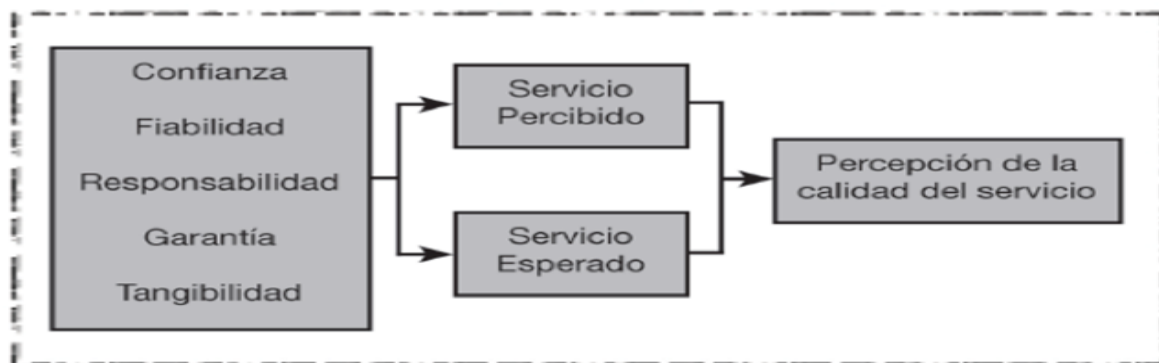 Confianza
Fiabilidad
Responsabilidad
Garantía
Tangibilidad
Servicio
Percibido
Servicio
Esperado
Percepción de la
calidad del servicio